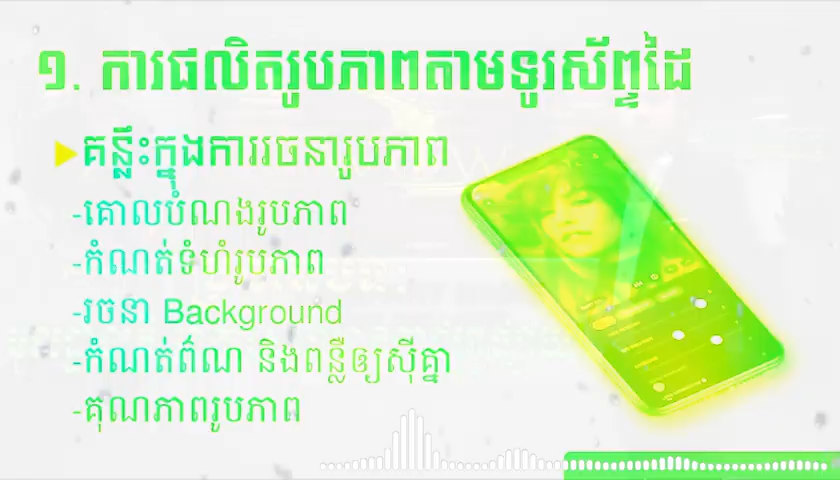 ១. ការផលិតរូបភាពតាមទូរស័ព្ទដៃ
គន្លឹះក្នុងការរចនារូបភាព
-គោលបំណងរូបភាព
-កំណត់ទំហំរូបភាព
-រចនា Background
-កំណត់ព៌ណ និងពន្លឺឲ្យស៊ីគ្នា
-គុណភាពរូបភាព